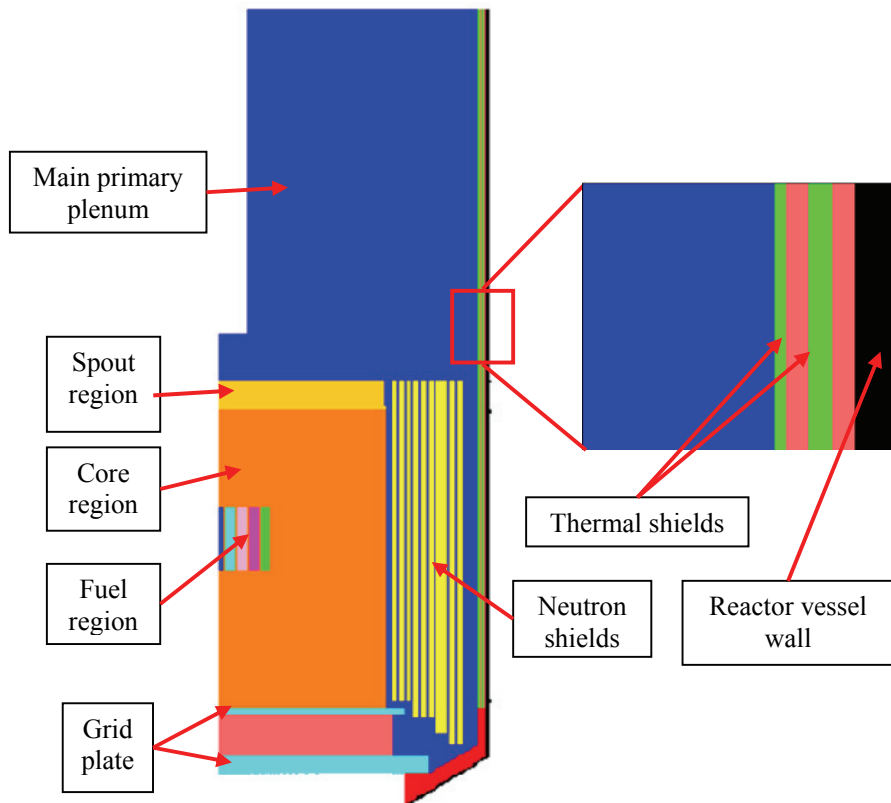 Main primary
plenum
Spout
region
Core
region
Fuel
region
Grid
plate
Thermal shields
Neutron
shields
Reactor vessel
wall